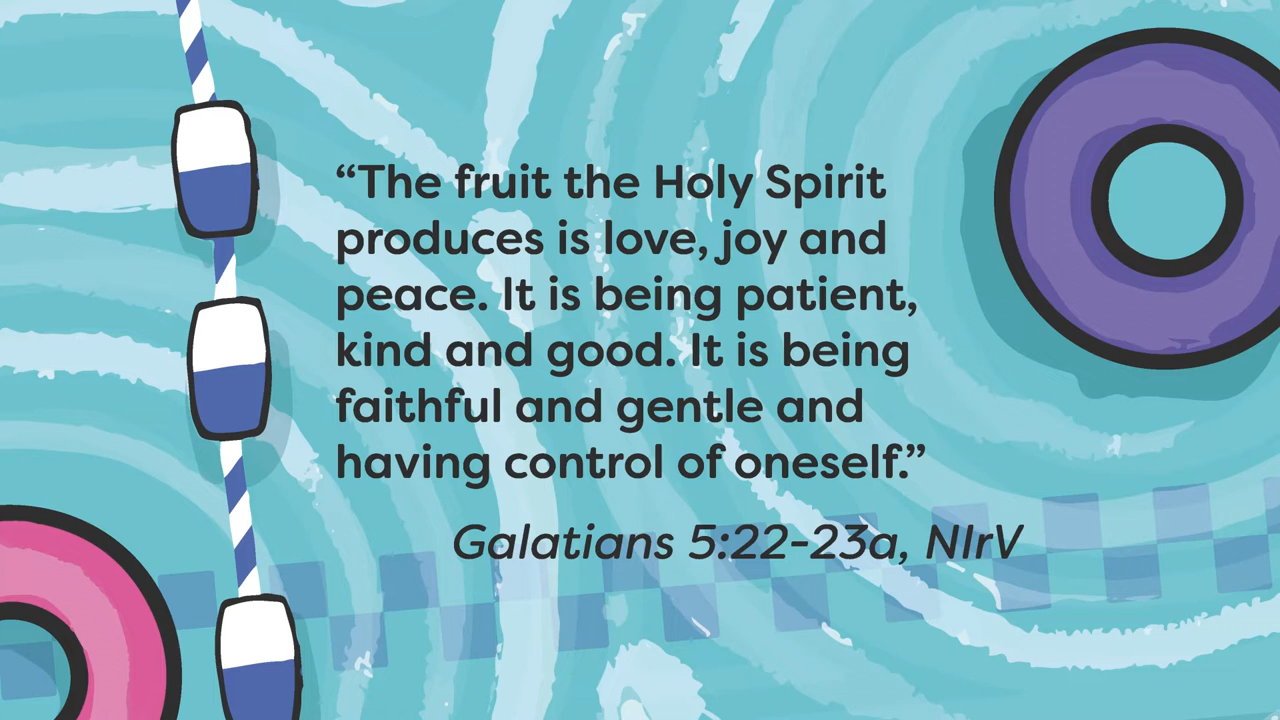 “The fruit the Holy Spirit
produces is love, joy and
peace. It is being patient,
kind and good. It is being
faithful and gentle and
having control of oneself.”
Galatians 5:22-23a, NIrV